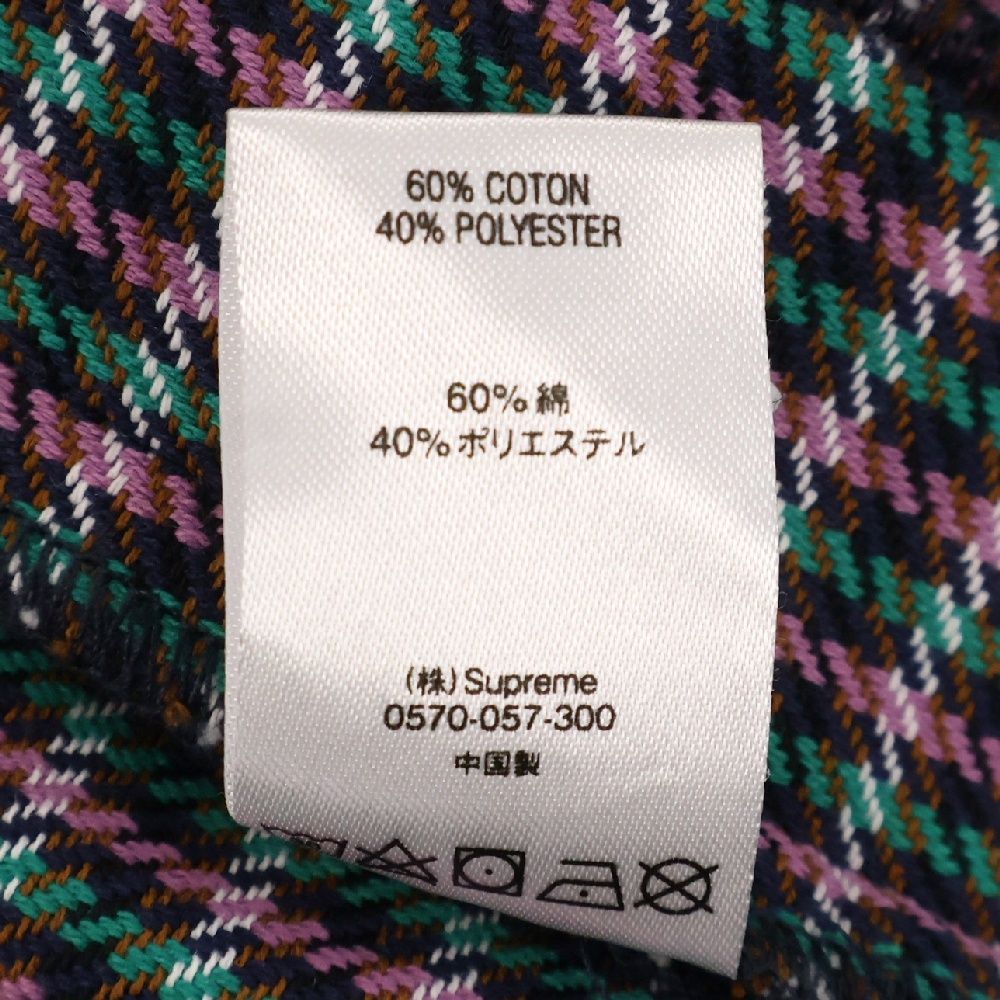 60% COTON
40% POLYESTER
60% 綿
40% ポリエステル
(株) Supreme
0570-057-300
中国製